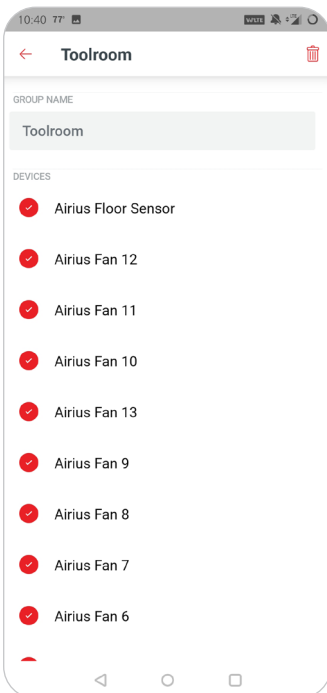 10:40 77°
Toolroom
GROUP NAME
Toolroom
DEVICES
Airius Floor Sensor
Airius Fan 12
Airius Fan 11
Airius Fan 10
Airius Fan 13
Airius Fan 9
Airius Fan 8
Airius Fan 7
Airius Fan 6